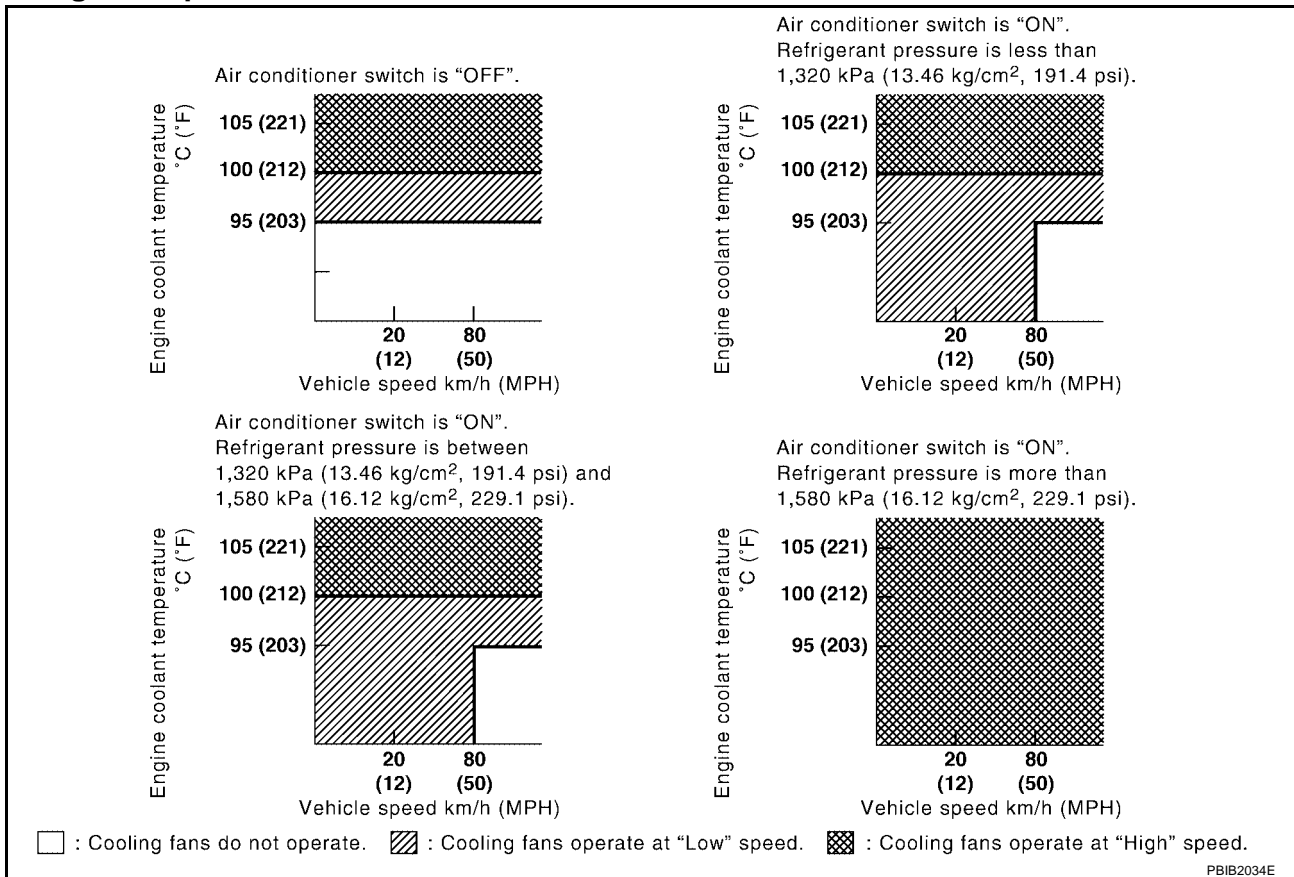 Air conditioner switch is “OFF”.
Engine coolant temperature
°C (°F)
105 (221)
100 (212)
95 (203)
20
(12)
80
(50)
Vehicle speed km/h (MPH)
Air conditioner switch is “ON”.
Refrigerant pressure is less than
1,320 kPa (13.46 kg/cm², 191.4 psi).
Engine coolant temperature
°C (°F)
105 (221)
100 (212)
95 (203)
20
(12)
80
(50)
Vehicle speed km/h (MPH)
Air conditioner switch is “ON”.
Refrigerant pressure is between
1,320 kPa (13.46 kg/cm², 191.4 psi) and
1,580 kPa (16.12 kg/cm², 229.1 psi).
Engine coolant temperature
°C (°F)
105 (221)
100 (212)
95 (203)
20
(12)
80
(50)
Vehicle speed km/h (MPH)
Air conditioner switch is “ON”.
Refrigerant pressure is more than
1,580 kPa (16.12 kg/cm², 229.1 psi).
Engine coolant temperature
°C (°F)
105 (221)
100 (212)
95 (203)
20
(12)
80
(50)
Vehicle speed km/h (MPH)
: Cooling fans do not operate.
: Cooling fans operate at “Low” speed.
: Cooling fans operate at “High” speed.
PBIB2034E